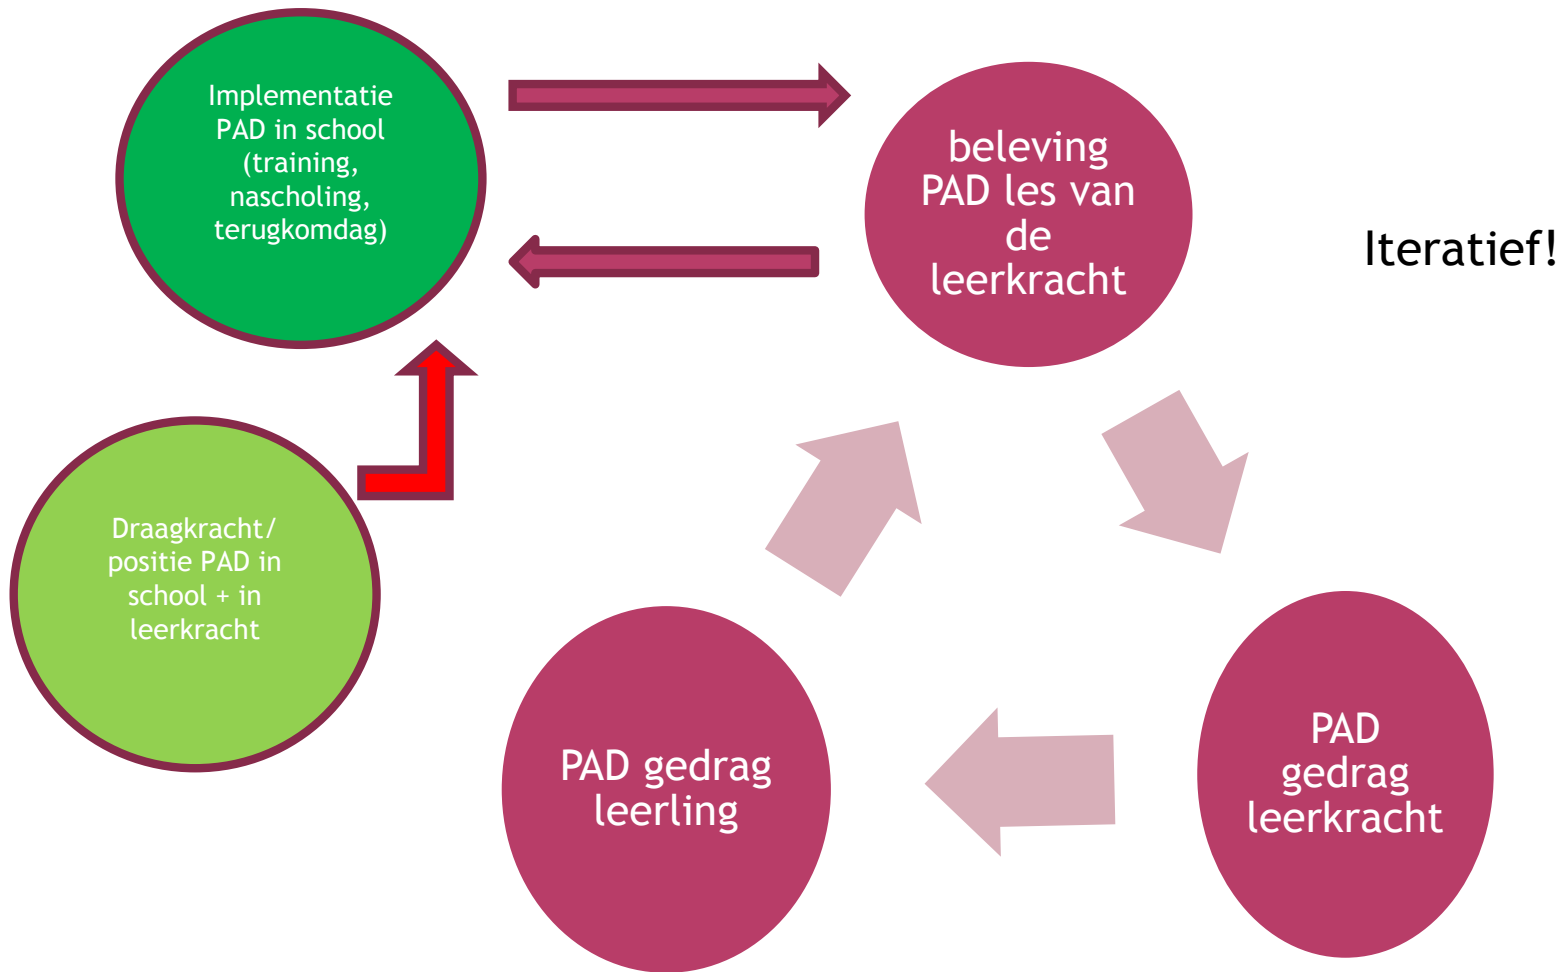 Implementatie
PAD in school
(training,
nascholing,
terugkomdag)
beleving
PAD les van
de
leerkracht
Iteratief!
Draagkracht/
positie PAD in
school + in
leerkracht
PAD gedrag
leerling
PAD
gedrag
leerkracht